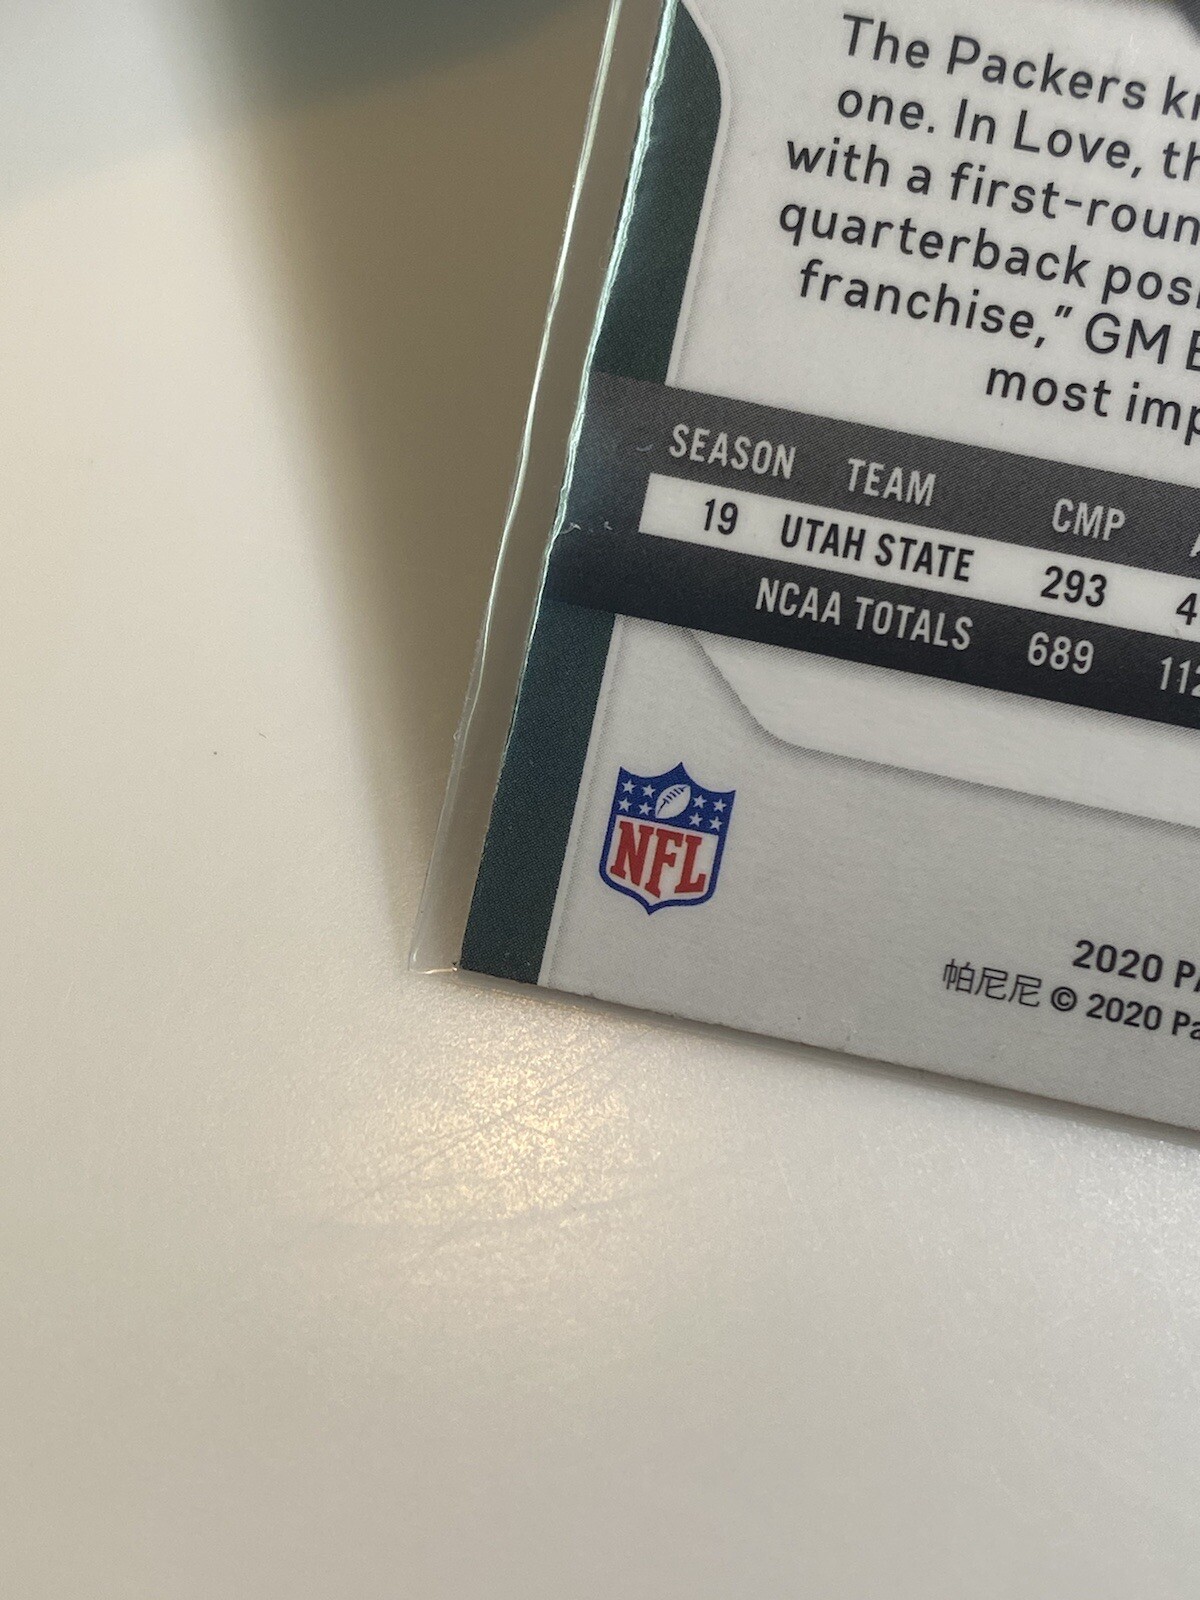 The Packers
one. In Love,
with a
quarterback
franchise," GM
most
SEASON TEAM CMP
19 UTAH STATE 293
NCAA TOTALS 689
NFL
2020
帕尼尼 © 2020